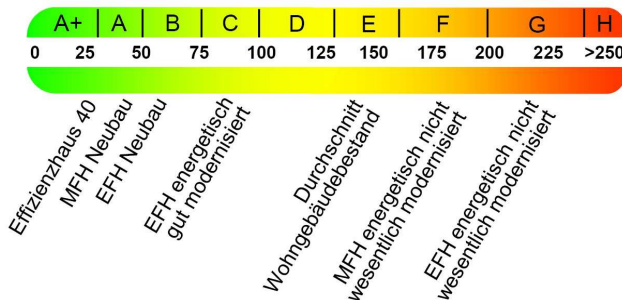 A+ A B C D E F G H
0 25 50 75 100 125 150 175 200 225 >250
Effizienzhaus 40
MFH Neubau
EFH Neubau
EFH energetisch
gut modernisiert
Durchschnitt
Wohngebäudebestand
MFH energetisch nicht
wesentlich modernisiert
EFH energetisch nicht
wesentlich modernisiert